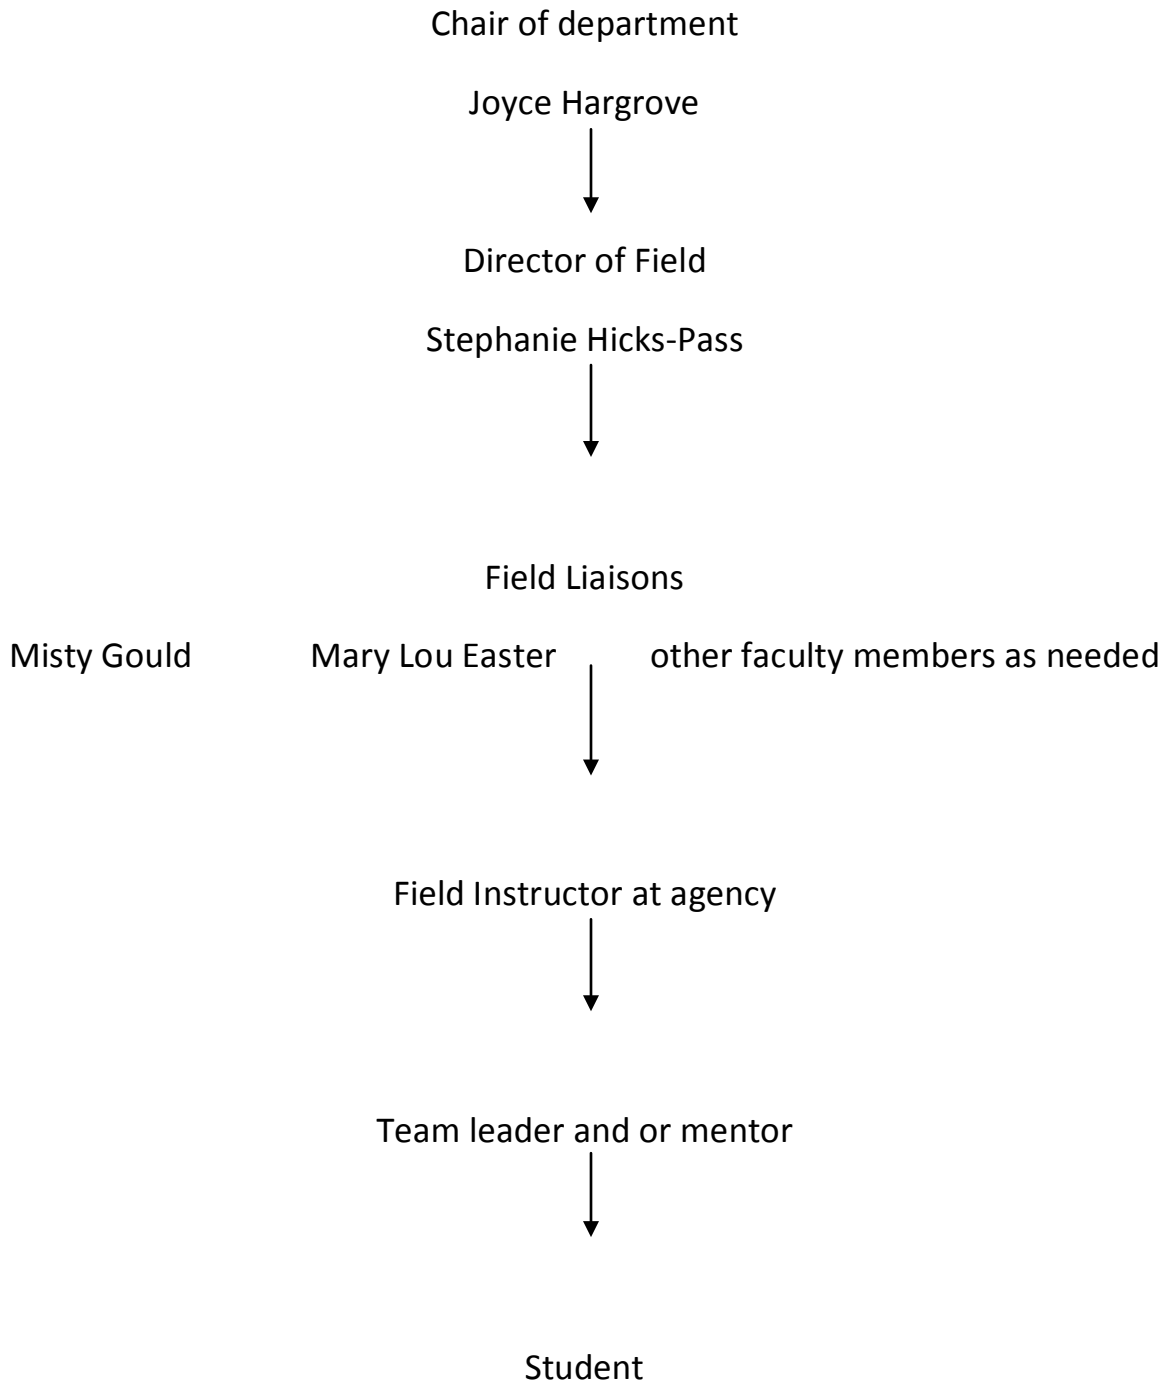 Chair of department
Joyce Hargrove
Director of Field
Stephanie Hicks-Pass
Field Liaisons
Misty Gould Mary Lou Easter other faculty members as needed
Field Instructor at agency
Team leader and or mentor
Student